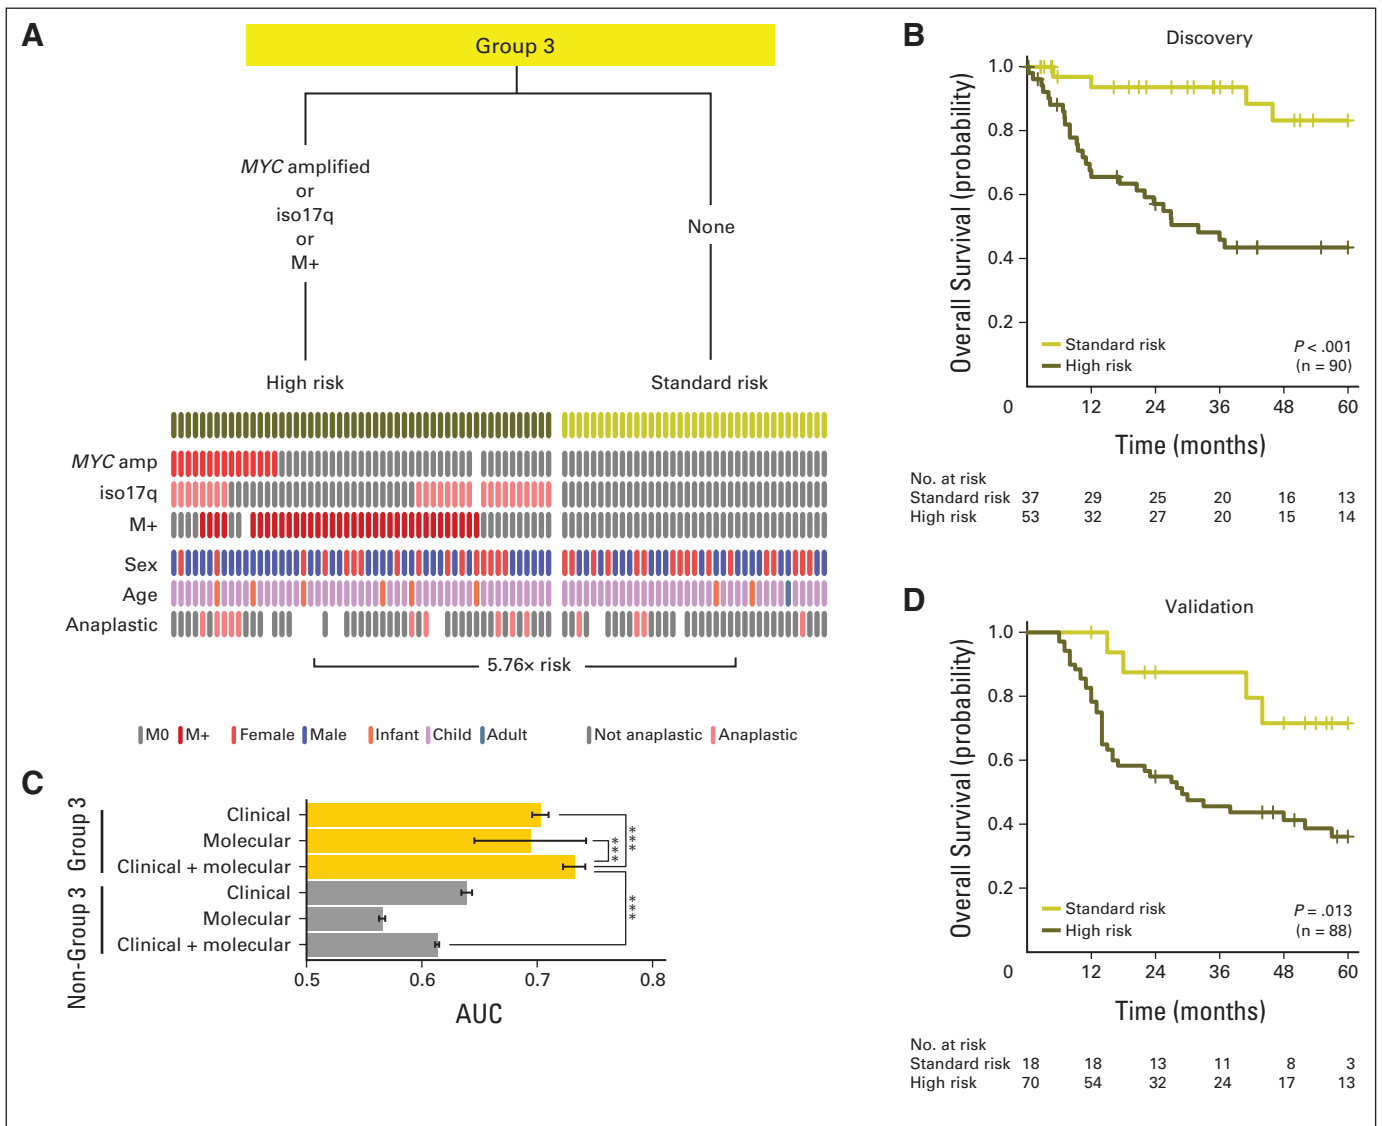 A
Group 3
MYC amplified
or
iso17q
or
M+
None
High risk
Standard risk
MYC amp
iso17q
M+
Sex
Age
Anaplastic
5.76× risk
M0
M+
Female
Male
Infant
Child
Adult
Not anaplastic
Anaplastic
B
Discovery
Overall Survival (probability)
1.0
0.8
0.6
0.4
0.2
Standard risk
High risk
P < .001
(n = 90)
0 12 24 36 48 60
Time (months)
No. at risk
Standard risk 37 29 25 20 16 13
High risk 53 32 27 20 15 14
C
Group 3
Clinical
Molecular
Clinical + molecular
Non-Group 3
Clinical
Molecular
Clinical + molecular
***
***
***
0.5 0.6 0.7 0.8
AUC
D
Validation
Overall Survival (probability)
1.0
0.8
0.6
0.4
0.2
Standard risk
High risk
P = .013
(n = 88)
0 12 24 36 48 60
Time (months)
No. at risk
Standard risk 18 18 13 11 8 3
High risk 70 54 32 24 17 13